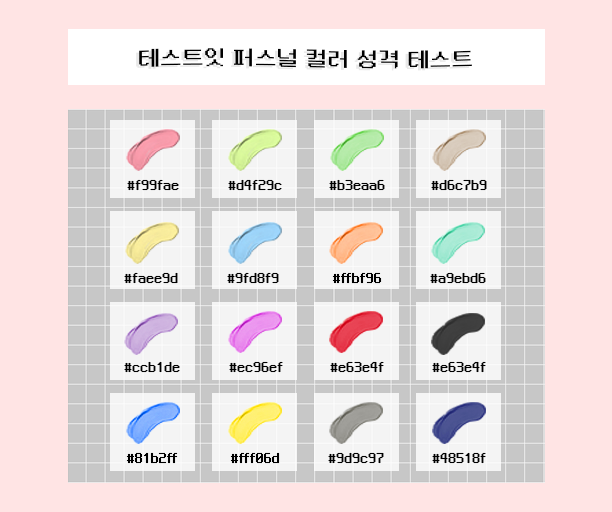 테스트잇 퍼스널 컬러 성격 테스트
#f99fae #d4f29c #b3eaa6 #d6c7b9
#faee9d #9fd8f9 #ffbf96 #a9ebd6
#ccb1de #ec96ef #e63e4f #e63e4f
#81b2ff #fff06d #9d9c97 #48518f